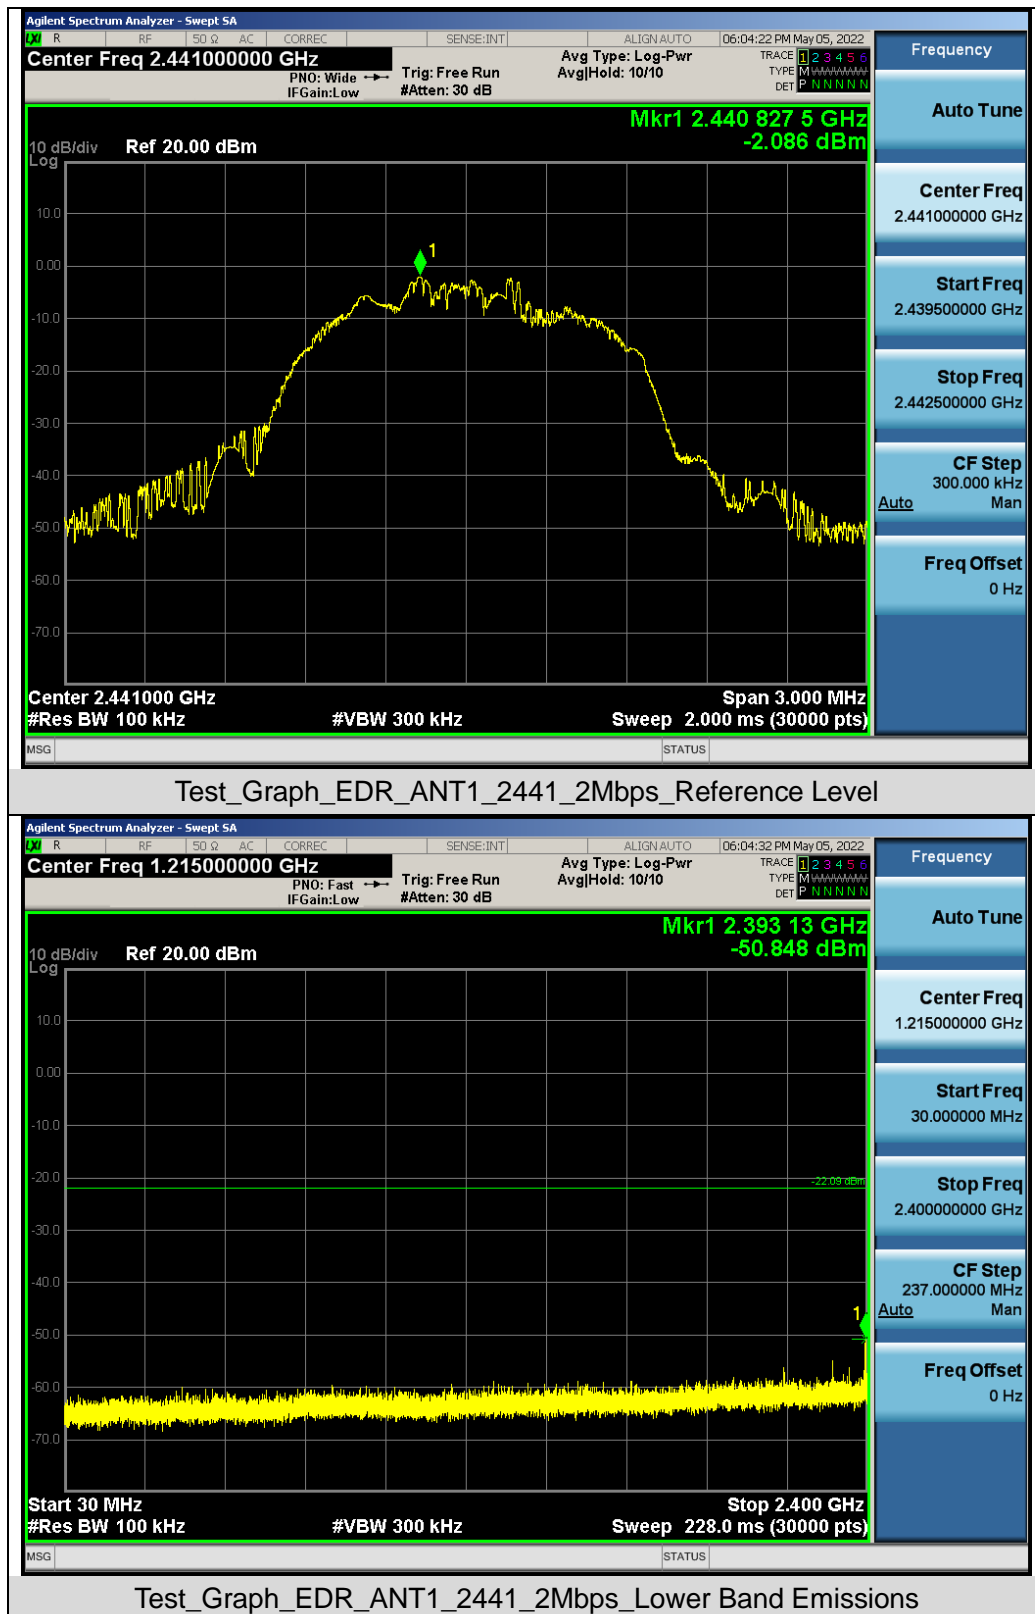 Agilent Spectrum Analyzer - Swept SA
LXI R RF 50 Ω AC CORREC SENSE:INT ALIGN AUTO 06:04:22 PM May 05, 2022
Center Freq 2.441000000 GHz
PNO: Wide
IFGain:Low
Trig: Free Run
#Atten: 30 dB
Avg Type: Log-Pwr
Avg|Hold: 10/10
TRACE 1 2 3 4 5 6
TYPE M WWWWW
DET P N N N N N
Mkr1 2.440 827 5 GHz
-2.086 dBm
10 dB/div Ref 20.00 dBm
Log
10.0
0.00
-10.0
-20.0
-30.0
-40.0
-50.0
-60.0
-70.0
1
Center 2.441000 GHz Span 3.000 MHz
#Res BW 100 kHz #VBW 300 kHz Sweep 2.000 ms (30000 pts)
MSG STATUS
Frequency
Auto Tune
Center Freq
2.441000000 GHz
Start Freq
2.439500000 GHz
Stop Freq
2.442500000 GHz
CF Step
300.000 kHz
Auto Man
Freq Offset
0 Hz
Test_Graph_EDR_ANT1_2441_2Mbps_Reference Level
Agilent Spectrum Analyzer - Swept SA
LXI R RF 50 Ω AC CORREC SENSE:INT ALIGN AUTO 06:04:32 PM May 05, 2022
Center Freq 1.215000000 GHz
PNO: Fast
IFGain:Low
Trig: Free Run
#Atten: 30 dB
Avg Type: Log-Pwr
Avg|Hold: 10/10
TRACE 1 2 3 4 5 6
TYPE M WWWWW
DET P N N N N N
Mkr1 2.393 13 GHz
-50.848 dBm
10 dB/div Ref 20.00 dBm
Log
10.0
0.00
-10.0
-20.0
-30.0
-40.0
-50.0
-60.0
-70.0
-22.09 dBm
1
Start 30 MHz Stop 2.400 GHz
#Res BW 100 kHz #VBW 300 kHz Sweep 228.0 ms (30000 pts)
MSG STATUS
Frequency
Auto Tune
Center Freq
1.215000000 GHz
Start Freq
30.000000 MHz
Stop Freq
2.400000000 GHz
CF Step
237.000000 MHz
Auto Man
Freq Offset
0 Hz
Test_Graph_EDR_ANT1_2441_2Mbps_Lower Band Emissions